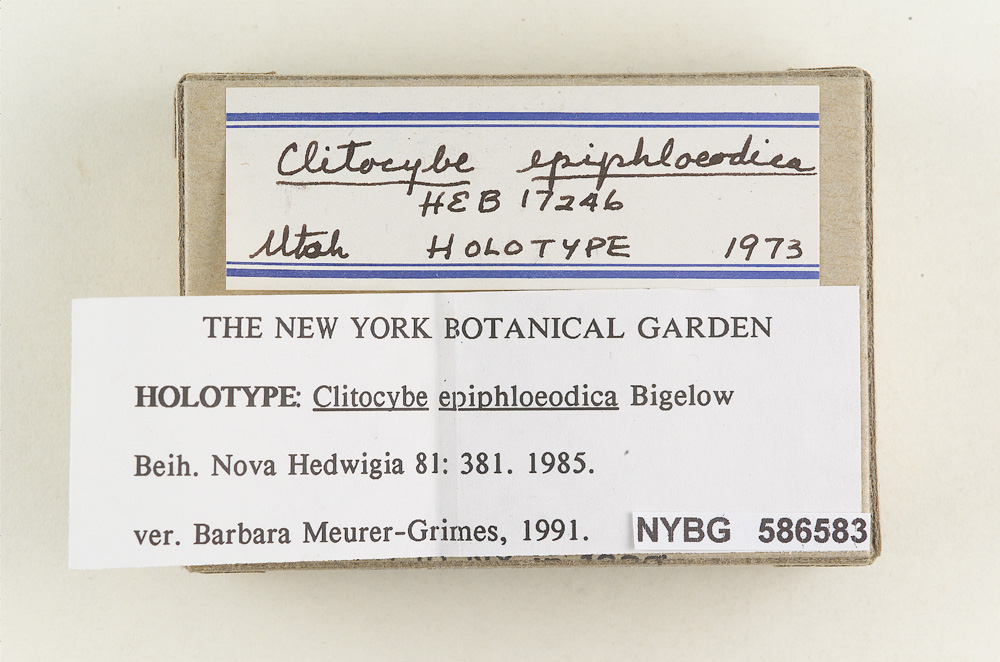 Clitocybe epiphloeodica
HEB 17246
Utah HOLOTYPE 1973
THE NEW YORK BOTANICAL GARDEN
HOLOTYPE: Clitocybe epiphloeodica Bigelow
Beih. Nova Hedwigia 81: 381. 1985.
ver. Barbara Meurer-Grimes, 1991.
NYBG 586583